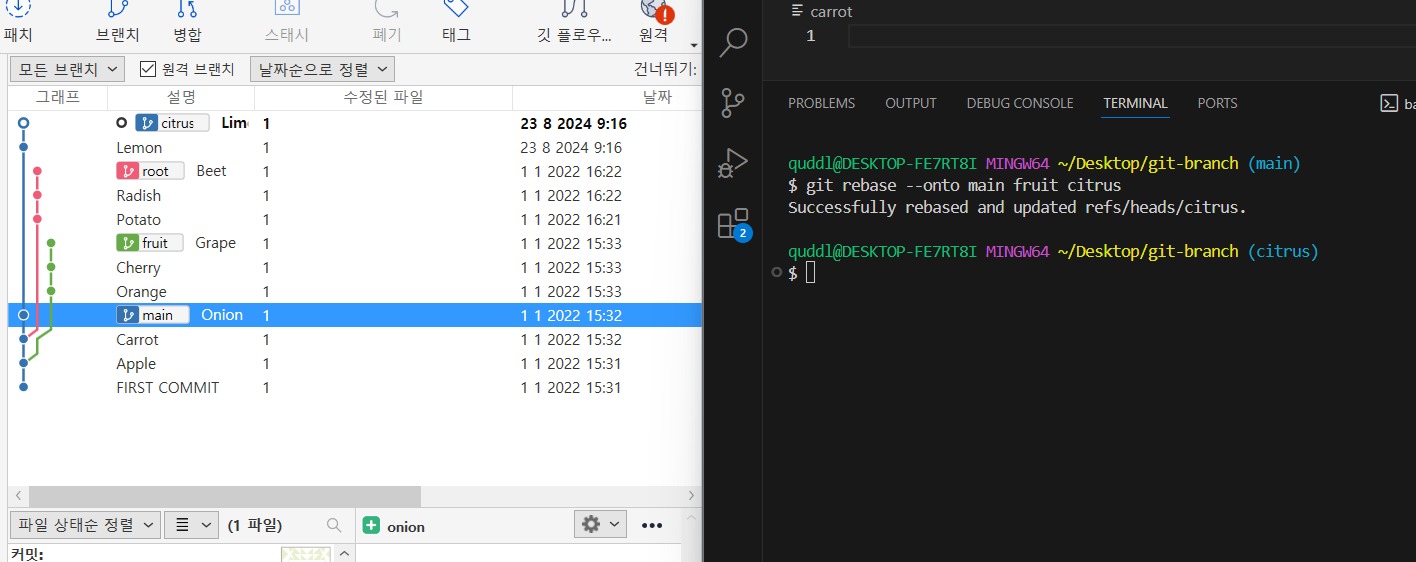 패치 브랜치 병합 스태시 폐기 태그 깃 플로우... 원격
모든 브랜치 원격 브랜치 날짜순으로 정렬 건너뛰기:
그래프 설명 수정된 파일 날짜
citrus 1 23 8 2024 9:16
Lemon 1 23 8 2024 9:16
root Beet 1 1 1 2022 16:22
Radish 1 1 1 2022 16:22
Potato 1 1 1 2022 16:21
fruit Grape 1 1 1 2022 15:33
Cherry 1 1 1 2022 15:33
Orange 1 1 1 2022 15:33
main Onion 1 1 1 2022 15:32
Carrot 1 1 1 2022 15:32
Apple 1 1 1 2022 15:31
FIRST COMMIT 1 1 1 2022 15:31
파일 상태순 정렬 (1 파일) onion
커밋:
carrot
1
PROBLEMS OUTPUT DEBUG CONSOLE TERMINAL PORTS
quddl@DESKTOP-FE7RT8I MINGW64 ~/Desktop/git-branch (main)
$ git rebase --onto main fruit citrus
Successfully rebased and updated refs/heads/citrus.
quddl@DESKTOP-FE7RT8I MINGW64 ~/Desktop/git-branch (citrus)
$
2